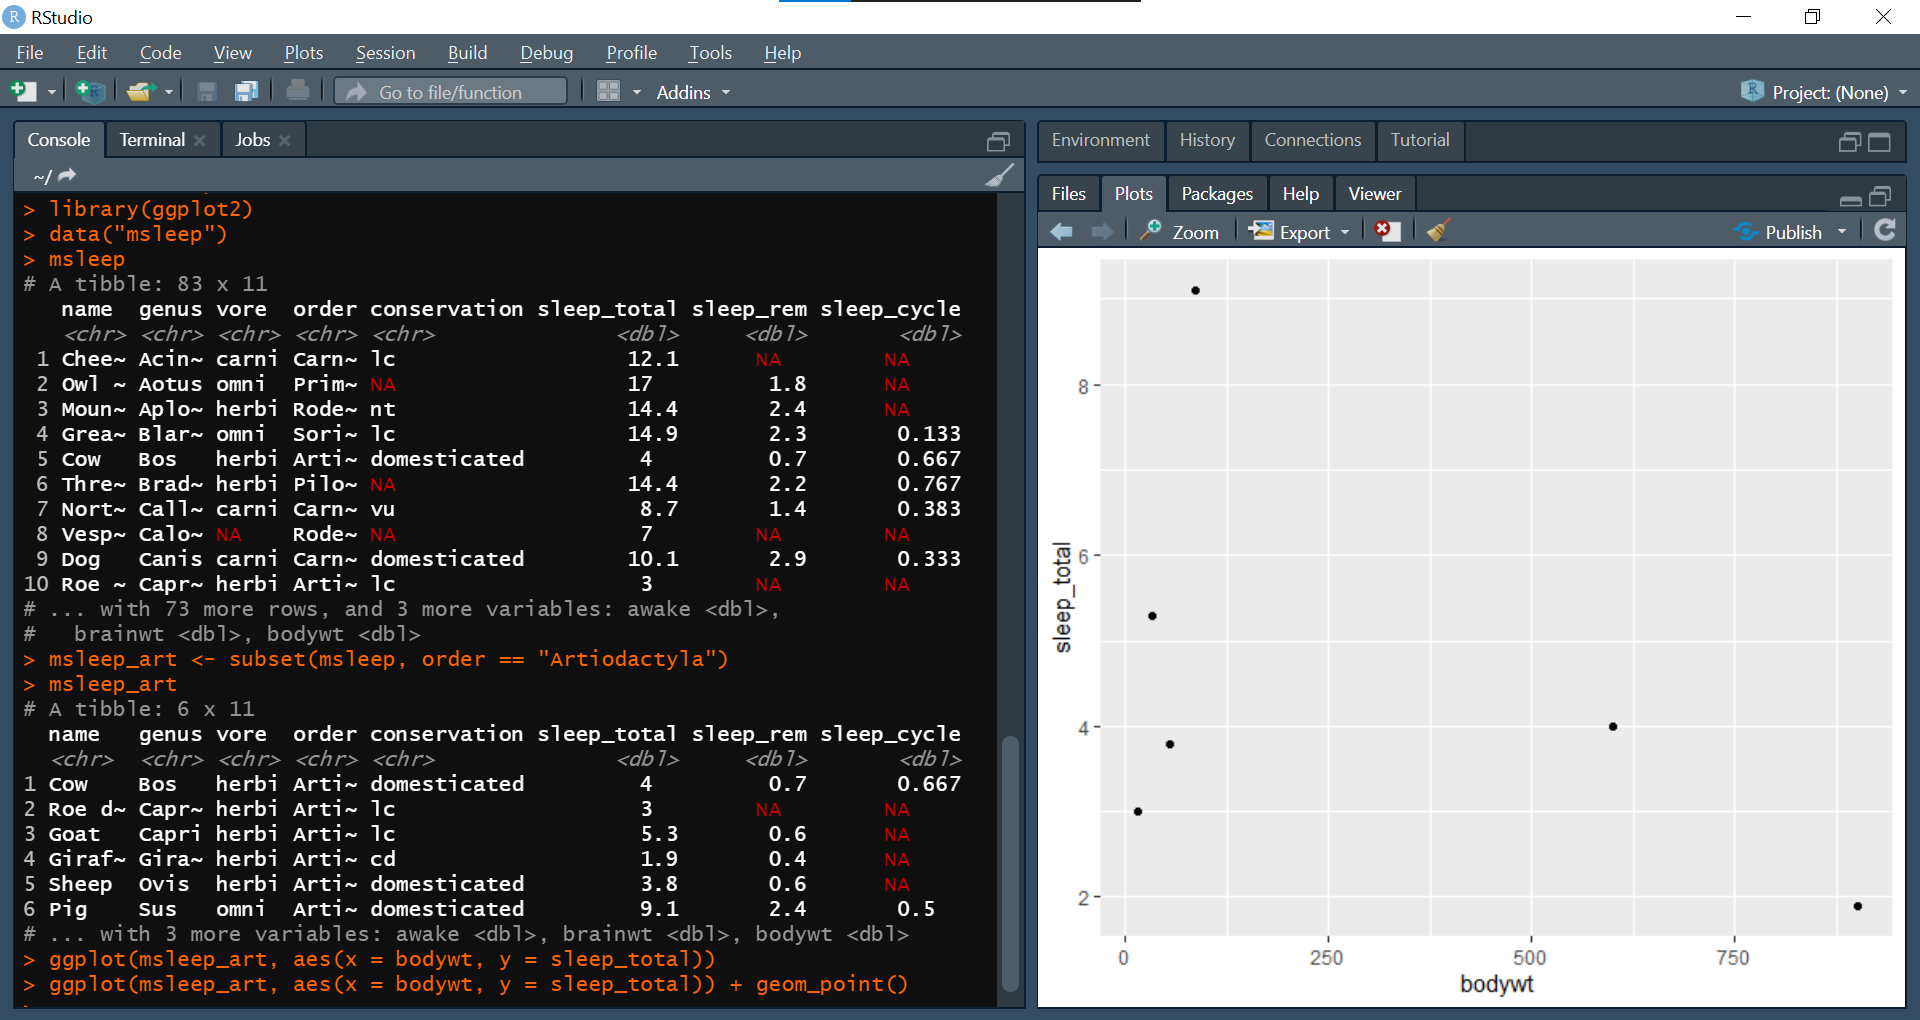 RStudio
File Edit Code View Plots Session Build Debug Profile Tools Help
Go to file/function Addins Project: (None)
Console Terminal Jobs
~/
> library(ggplot2)
> data("msleep")
> msleep
# A tibble: 83 x 11
name genus vore order conservation sleep_total sleep_rem sleep_cycle
<chr> <chr> <chr> <chr> <chr> <dbl> <dbl> <dbl>
1 Chee~ Acin~ carni Carn~ lc 12.1 NA NA
2 Owl ~ Aotus omni Prim~ NA 17 1.8 NA
3 Moun~ Aplo~ herbi Rode~ nt 14.4 2.4 NA
4 Grea~ Blar~ omni Sori~ lc 14.9 2.3 0.133
5 Cow Bos herbi Arti~ domesticated 4 0.7 0.667
6 Thre~ Brad~ herbi Pilo~ NA 14.4 2.2 0.767
7 Nort~ Call~ carni Carn~ vu 8.7 1.4 0.383
8 Vesp~ Calo~ NA Rode~ NA 7 NA NA
9 Dog Canis carni Carn~ domesticated 10.1 2.9 0.333
10 Roe ~ Capr~ herbi Arti~ lc 3 NA NA
# ... with 73 more rows, and 3 more variables: awake <dbl>,
# brainwt <dbl>, bodywt <dbl>
> msleep_art <- subset(msleep, order == "Artiodactyla")
> msleep_art
# A tibble: 6 x 11
name genus vore order conservation sleep_total sleep_rem sleep_cycle
<chr> <chr> <chr> <chr> <chr> <dbl> <dbl> <dbl>
1 Cow Bos herbi Arti~ domesticated 4 0.7 0.667
2 Roe d~ Capr~ herbi Arti~ lc 3 NA NA
3 Goat Capri herbi Arti~ lc 5.3 0.6 NA
4 Giraf~ Gira~ herbi Arti~ cd 1.9 0.4 NA
5 Sheep Ovis herbi Arti~ domesticated 3.8 0.6 NA
6 Pig Sus omni Arti~ domesticated 9.1 2.4 0.5
# ... with 3 more variables: awake <dbl>, brainwt <dbl>, bodywt <dbl>
> ggplot(msleep_art, aes(x = bodywt, y = sleep_total))
> ggplot(msleep_art, aes(x = bodywt, y = sleep_total)) + geom_point()
Environment History Connections Tutorial
Files Plots Packages Help Viewer
Zoom Export Publish
sleep_total
8
6
4
2
0 250 500 750
bodywt